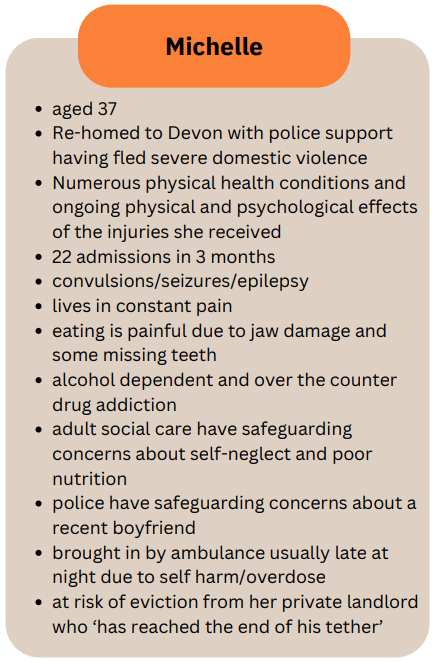 Michelle
• aged 37
• Re-homed to Devon with police support
having fled severe domestic violence
• Numerous physical health conditions and
ongoing physical and psychological effects
of the injuries she received
• 22 admissions in 3 months
• convulsions/seizures/epilepsy
• lives in constant pain
• eating is painful due to jaw damage and
some missing teeth
• alcohol dependent and over the counter
drug addiction
• adult social care have safeguarding
concerns about self-neglect and poor
nutrition
• police have safeguarding concerns about a
recent boyfriend
• brought in by ambulance usually late at
night due to self harm/overdose
• at risk of eviction from her private landlord
who ‘has reached the end of his tether’